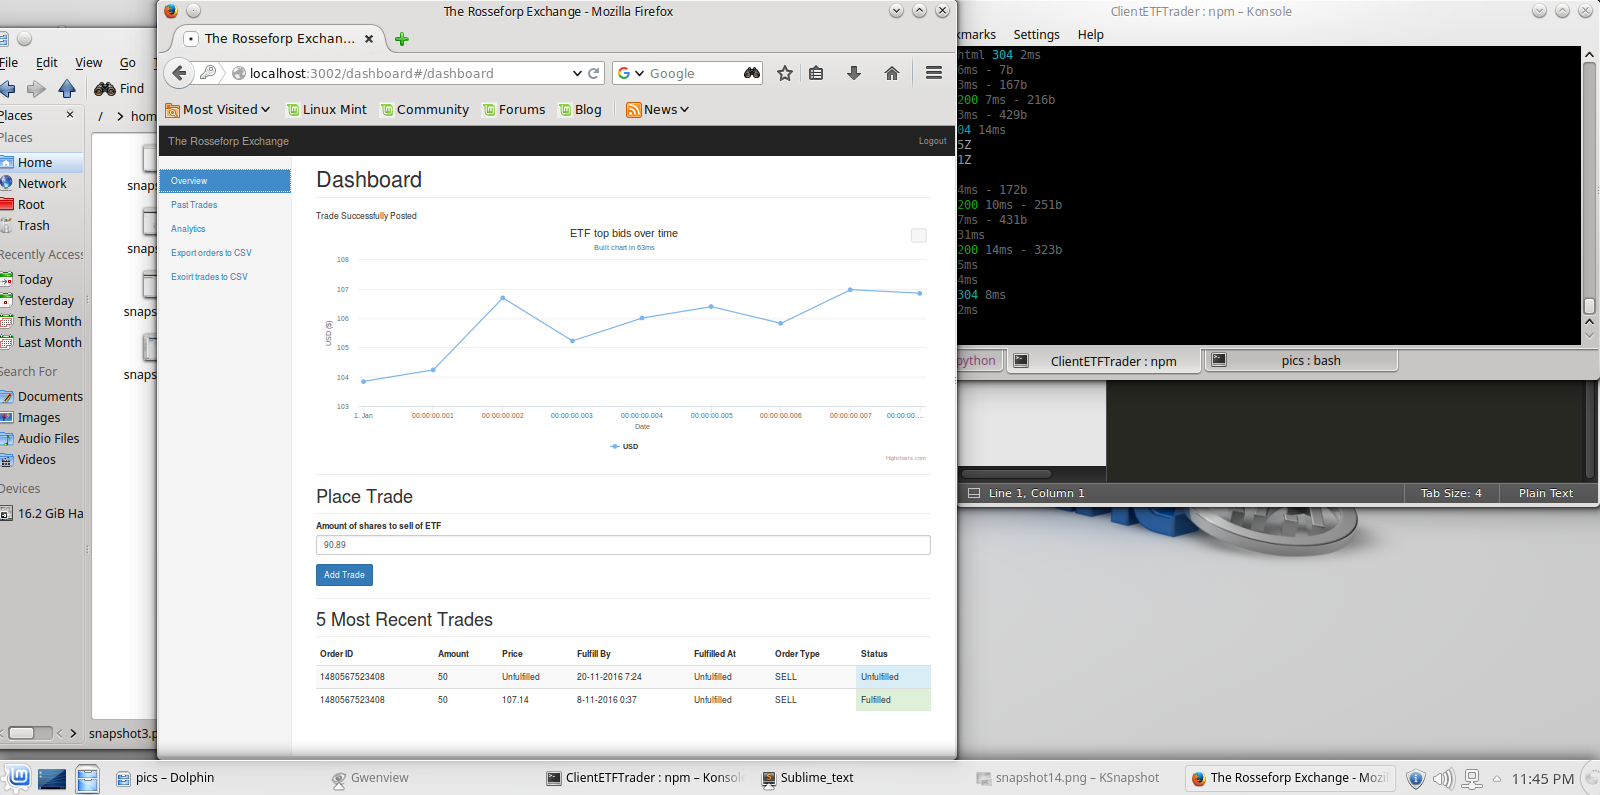 The Rosseforp Exchange - Mozilla Firefox
ClientETFTrader : npm – Konsole
The Rosseforp Exchan...
Settings Help
Edit View Go
localhost:3002/dashboard#/dashboard
Google
Find
Most Visited
Linux Mint
Community
Forums
Blog
News
304 2ms
6ms - 7b
3ms - 167b
200 7ms - 216b
3ms - 429b
04 14ms
5Z
1Z
4ms - 172b
200 10ms - 251b
7ms - 431b
31ms
200 14ms - 323b
5ms
4ms
304 8ms
2ms
python
ClientETFTrader : npm
pics : bash
Line 1, Column 1
Tab Size: 4
Plain Text
Places
Places
Home
Network
Root
Trash
Recently Access
Today
Yesterday
This Month
Last Month
Search For
Documents
Images
Audio Files
Videos
Devices
16.2 GiB Ha
/ > hom
snaps
snaps
snaps
snaps
snapshot3.p
The Rosseforp Exchange
Logout
Overview
Past Trades
Analytics
Export orders to CSV
Exoirt trades to CSV
Dashboard
Trade Successfully Posted
ETF top bids over time
Built chart in 63ms
108
107
106
105
104
103
USD ($)
1. Jan 00:00:00.001 00:00:00.002 00:00:00.003 00:00:00.004 00:00:00.005 00:00:00.006 00:00:00.007 00:00:00....
Date
USD
Highcharts.com
Place Trade
Amount of shares to sell of ETF
90.89
Add Trade
5 Most Recent Trades
Order ID Amount Price Fulfill By Fulfilled At Order Type Status
1480567523408 50 Unfulfilled 20-11-2016 7:24 Unfulfilled SELL Unfulfilled
1480567523408 50 107.14 8-11-2016 0:37 Unfulfilled SELL Fulfilled
pics – Dolphin
Gwenview
ClientETFTrader : npm – Konsole
Sublime_text
snapshot14.png – KSnapshot
The Rosseforp Exchange - Mozil
11:45 PM